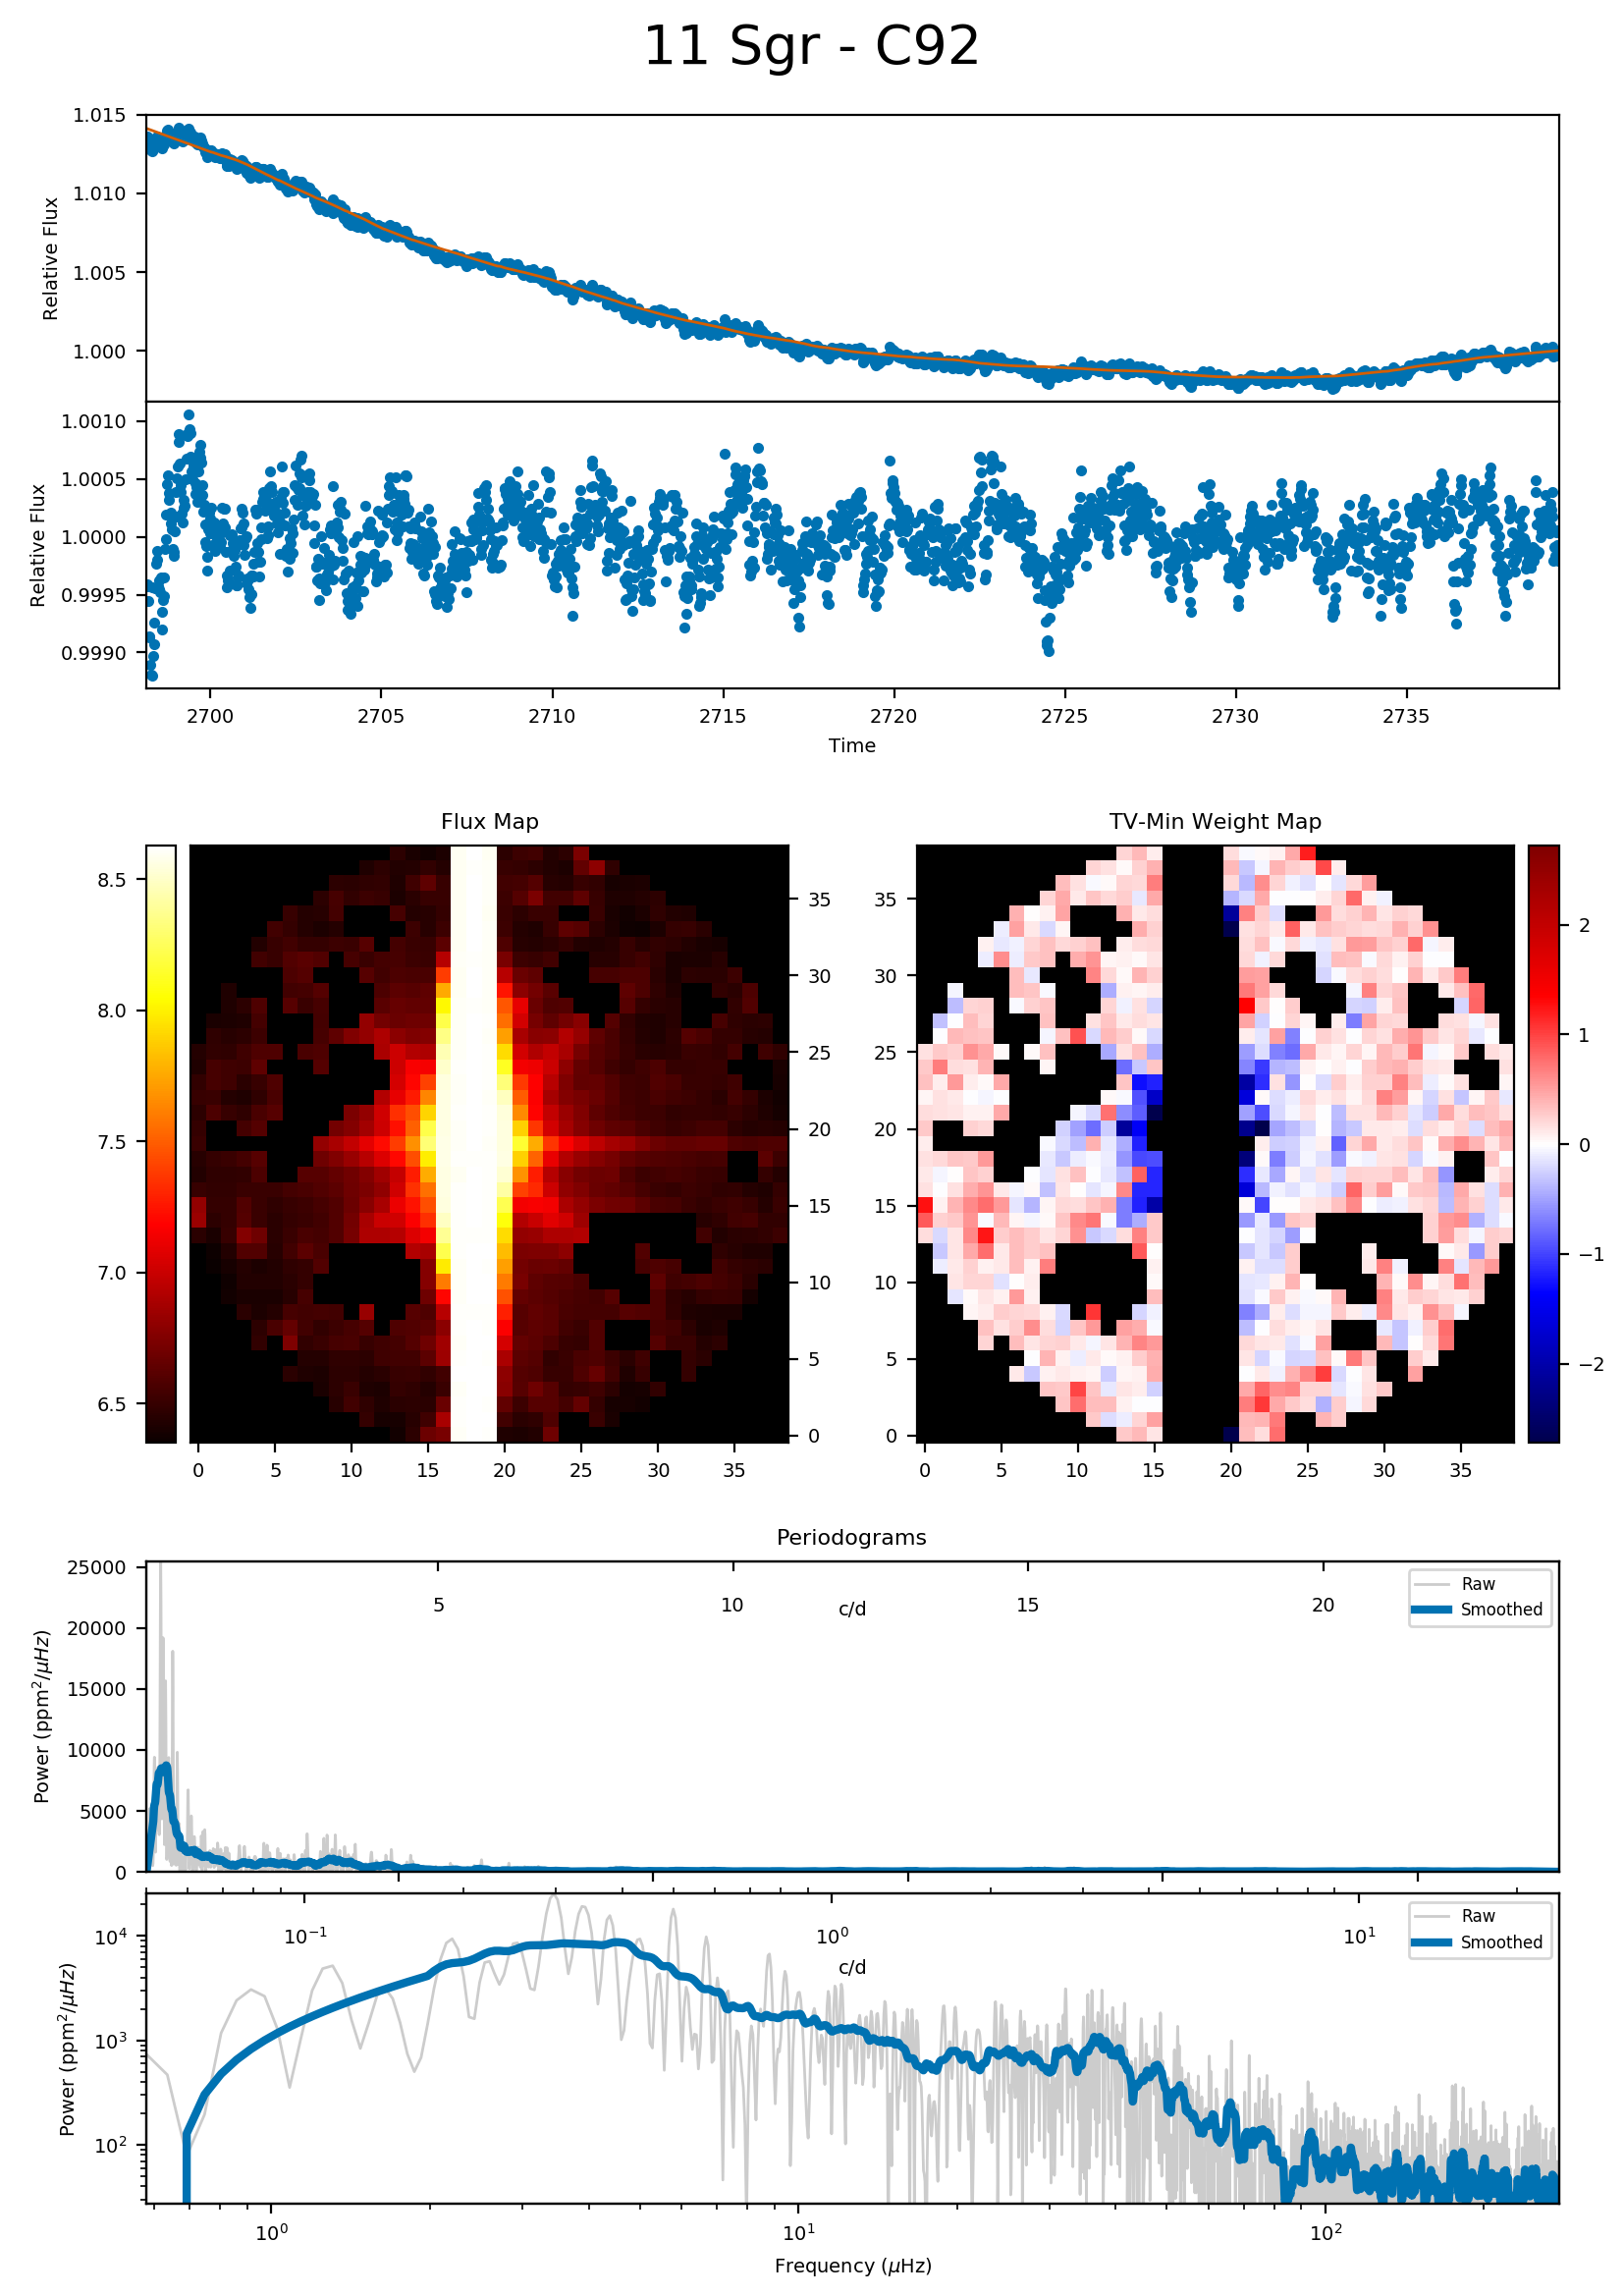 11 Sgr - C92
1.015
1.010
1.005
1.000
Relative Flux
1.0010
1.0005
1.0000
0.9995
0.9990
Relative Flux
2700 2705 2710 2715 2720 2725 2730 2735
Time
Flux Map
8.5
8.0
7.5
7.0
6.5
35
30
25
20
15
10
5
0
0 5 10 15 20 25 30 35
TV-Min Weight Map
35
30
25
20
15
10
5
0
0 5 10 15 20 25 30 35
2
1
0
−1
−2
Periodograms
25000
20000
15000
10000
5000
0
Power (ppm²/μHz)
5 10 15 20
c/d
Raw
Smoothed
10⁴
10³
10²
Power (ppm²/μHz)
10⁻¹ 10⁰ 10¹
c/d
Raw
Smoothed
10⁰ 10¹ 10²
Frequency (μHz)